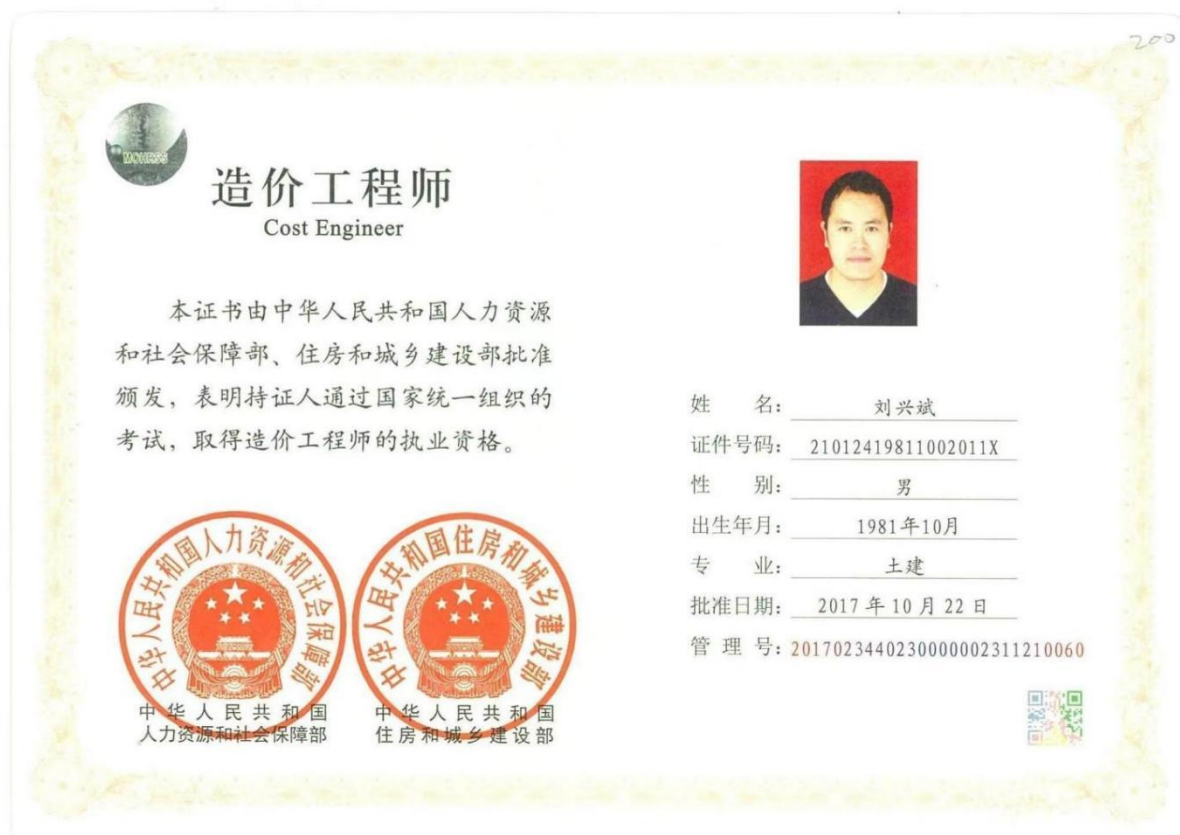 200
MOHRSS
造价工程师
Cost Engineer
本证书由中华人民共和国人力资源
和社会保障部、住房和城乡建设部批准
颁发，表明持证人通过国家统一组织的
考试，取得造价工程师的执业资格。
中华人民共和国人力资源和社会保障部
中华人民共和国
人力资源和社会保障部
中华人民共和国住房和城乡建设部
中华人民共和国
住房和城乡建设部
姓 名： 刘兴斌
证件号码： 21012419811002011X
性 别： 男
出生年月： 1981年10月
专 业： 土建
批准日期： 2017 年 10 月 22 日
管 理 号： 2017023440230000002311210060